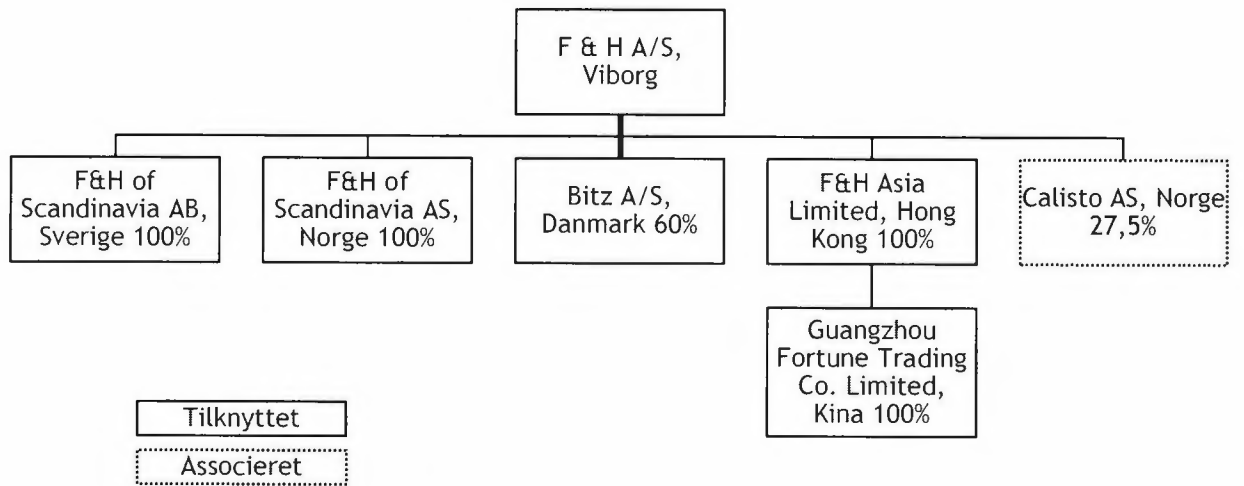 F & H A/S,
Viborg
F&H of
Scandinavia AB,
Sverige 100%
F&H of
Scandinavia AS,
Norge 100%
Bitz A/S,
Danmark 60%
F&H Asia
Limited, Hong
Kong 100%
Calisto AS, Norge
27,5%
Guangzhou
Fortune Trading
Co. Limited,
Kina 100%
Tilknyttet
Associeret